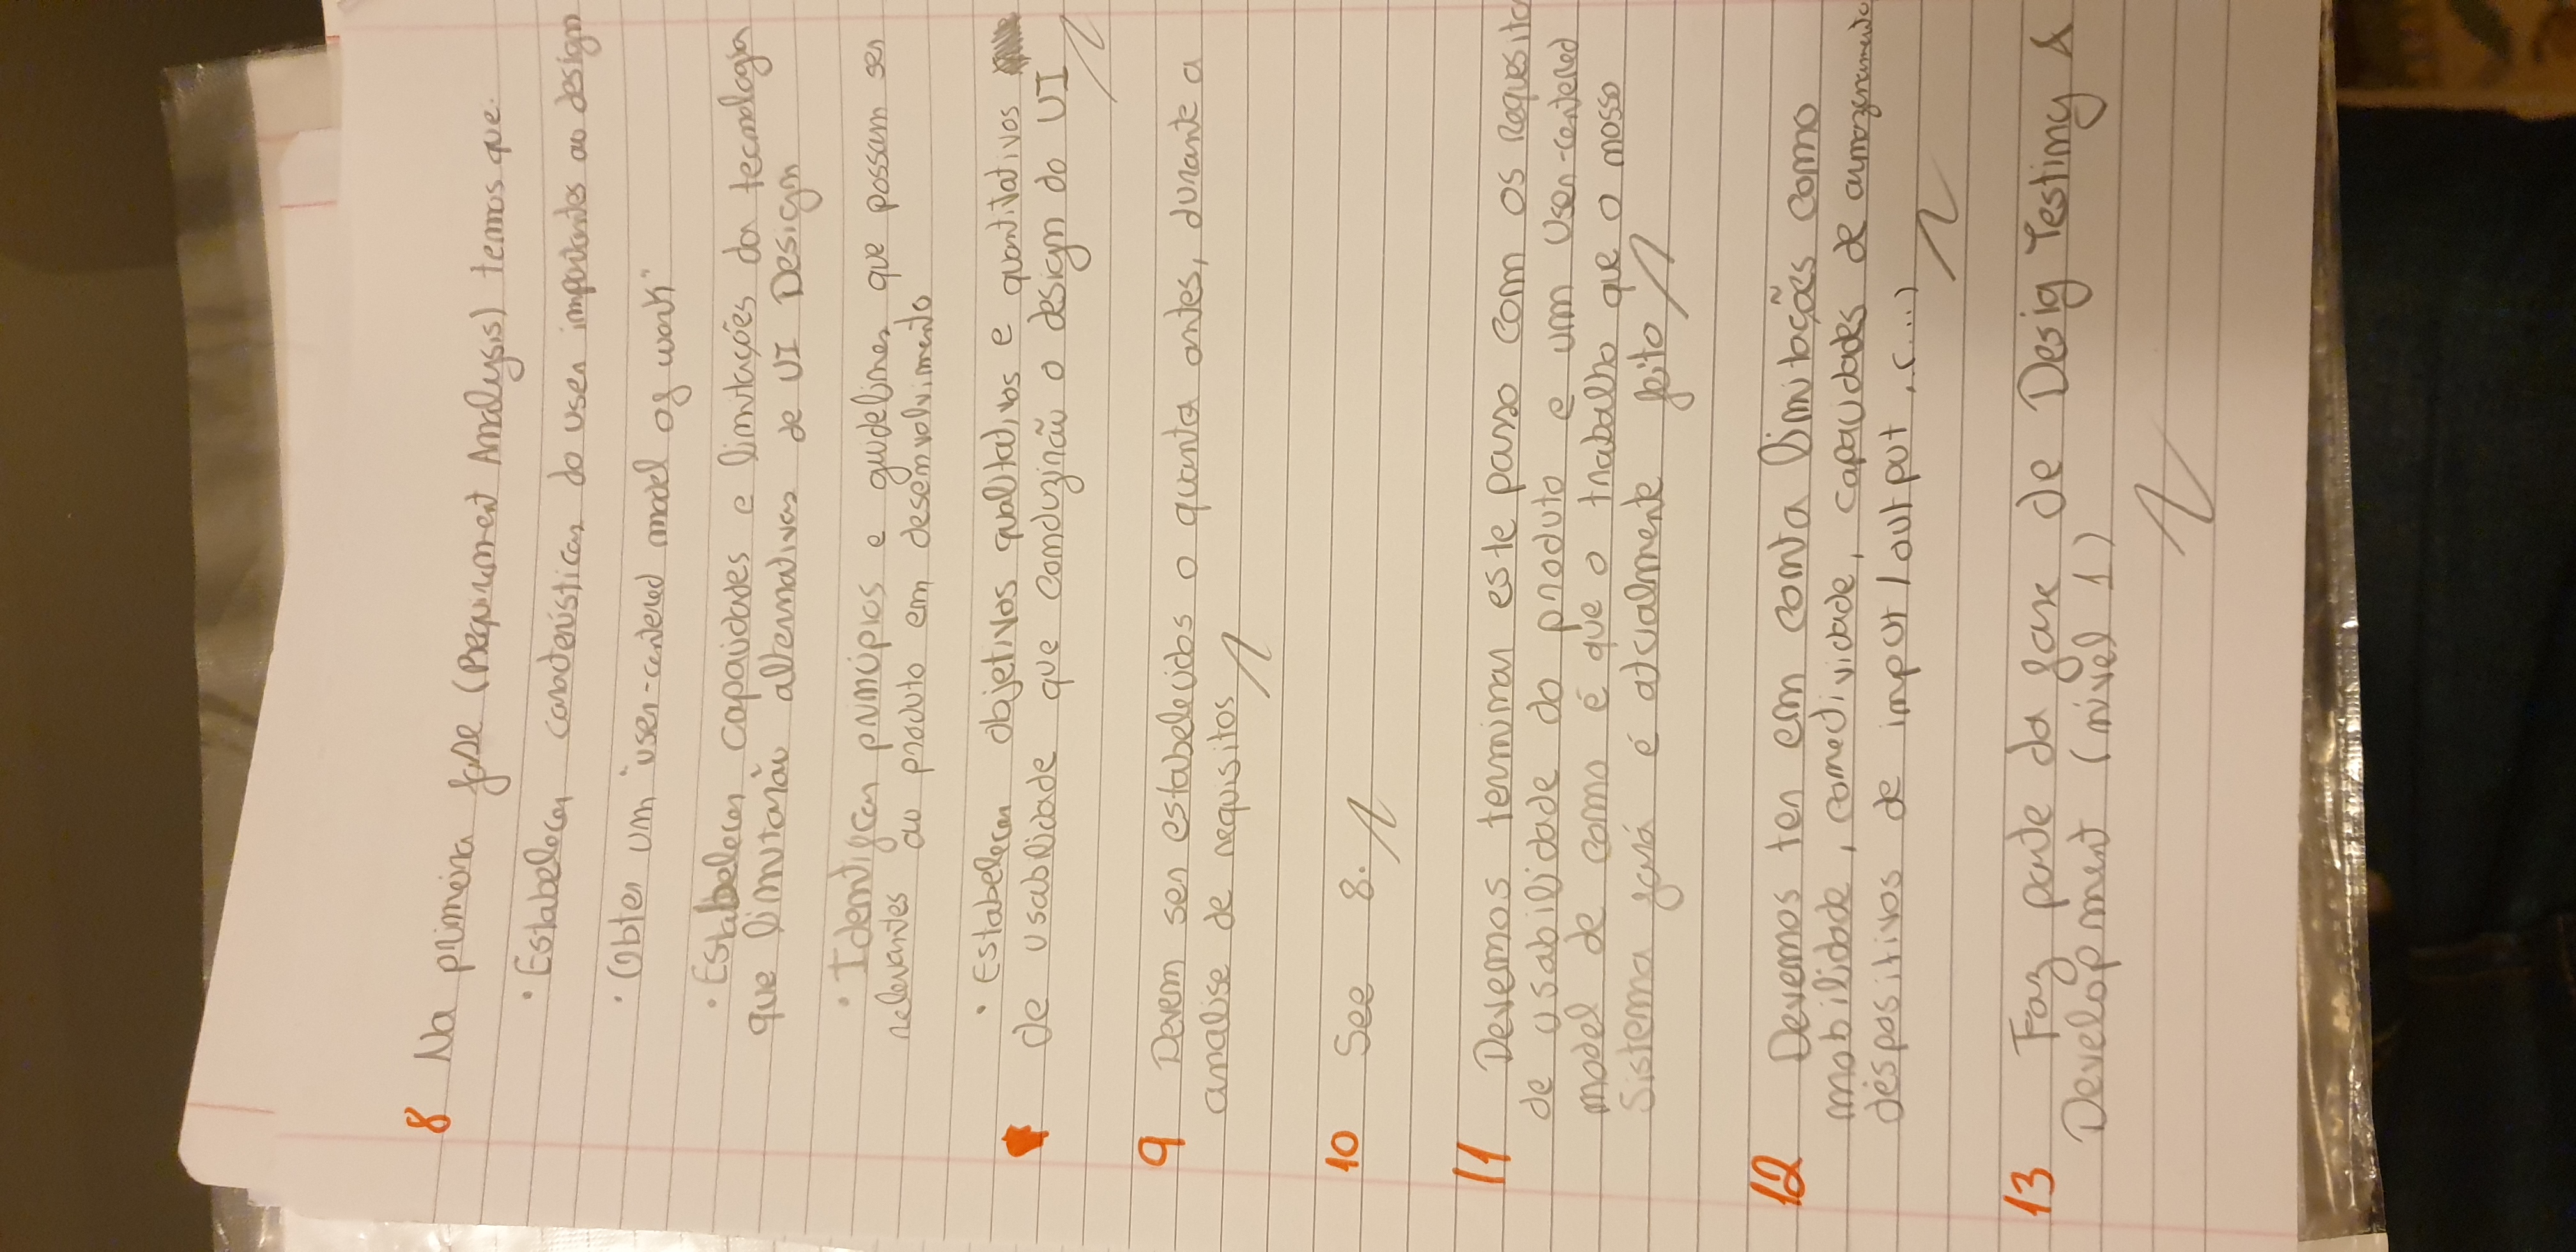 8 Na primeira fase (Requirement Analysis) temos que:
• Estabelecer características do user importantes ao design
• Obter um "user-centered model of work"
• Estabelecer capacidades e limitações da tecnologia
que limitarão alternativas de UI Design
• Identificar princípios e guidelines que possam ser
relevantes ao produto em desenvolvimento
• Estabelecer objetivos qualitativos e quantitativos
de usabilidade que conduzirão o design do UI
9 Devem ser estabelecidos o quanto antes, durante a
analise de requisitos
10 See 8.
11 Devemos terminar este passo com os Requesito
de usabilidade do produto e um User-centered
model de como é que o trabalho que o nosso
Sistema fará é atualmente feito
12 Devemos ter em conta limitações como
mobilidade, conectividade, capacidades de armazenamento
despositivos de input/output, (...)
13 Faz parte da fase de Desig Testing &
Development (nível 1)